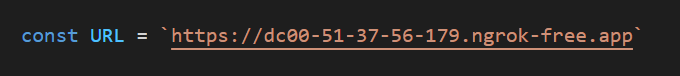 const URL = `https://dc00-51-37-56-179.ngrok-free.app`